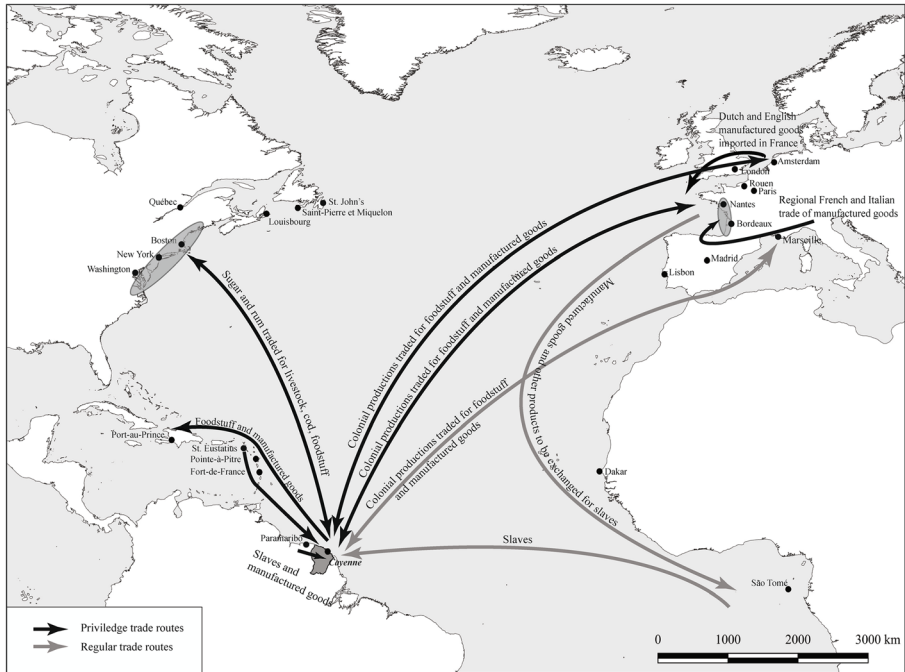 Dutch and English
manufactured goods
imported in France
Amsterdam
London
Rouen
Paris
Regional French and Italian
trade of manufactured goods
Nantes
Bordeaux
Marseille
Madrid
Lisbon
Québec
St. John's
Saint-Pierre et Miquelon
Louisbourg
Boston
New York
Washington
Sugar and rum traded for livestock, cod, foodstuff
Colonial productions traded for foodstuff and manufactured goods
Colonial productions traded for foodstuff and manufactured goods
Colonial productions traded for foodstuff
and manufactured goods
Manufactured goods and other products to be exchanged for slaves
Foodstuff and manufactured goods
Port-au-Prince
St. Eustatius
Pointe-à-Pitre
Fort-de-France
Dakar
Paramaribo
Cayenne
Slaves and
manufactured goods
Slaves
São Tomé
Priviledge trade routes
Regular trade routes
0 1000 2000 3000 km